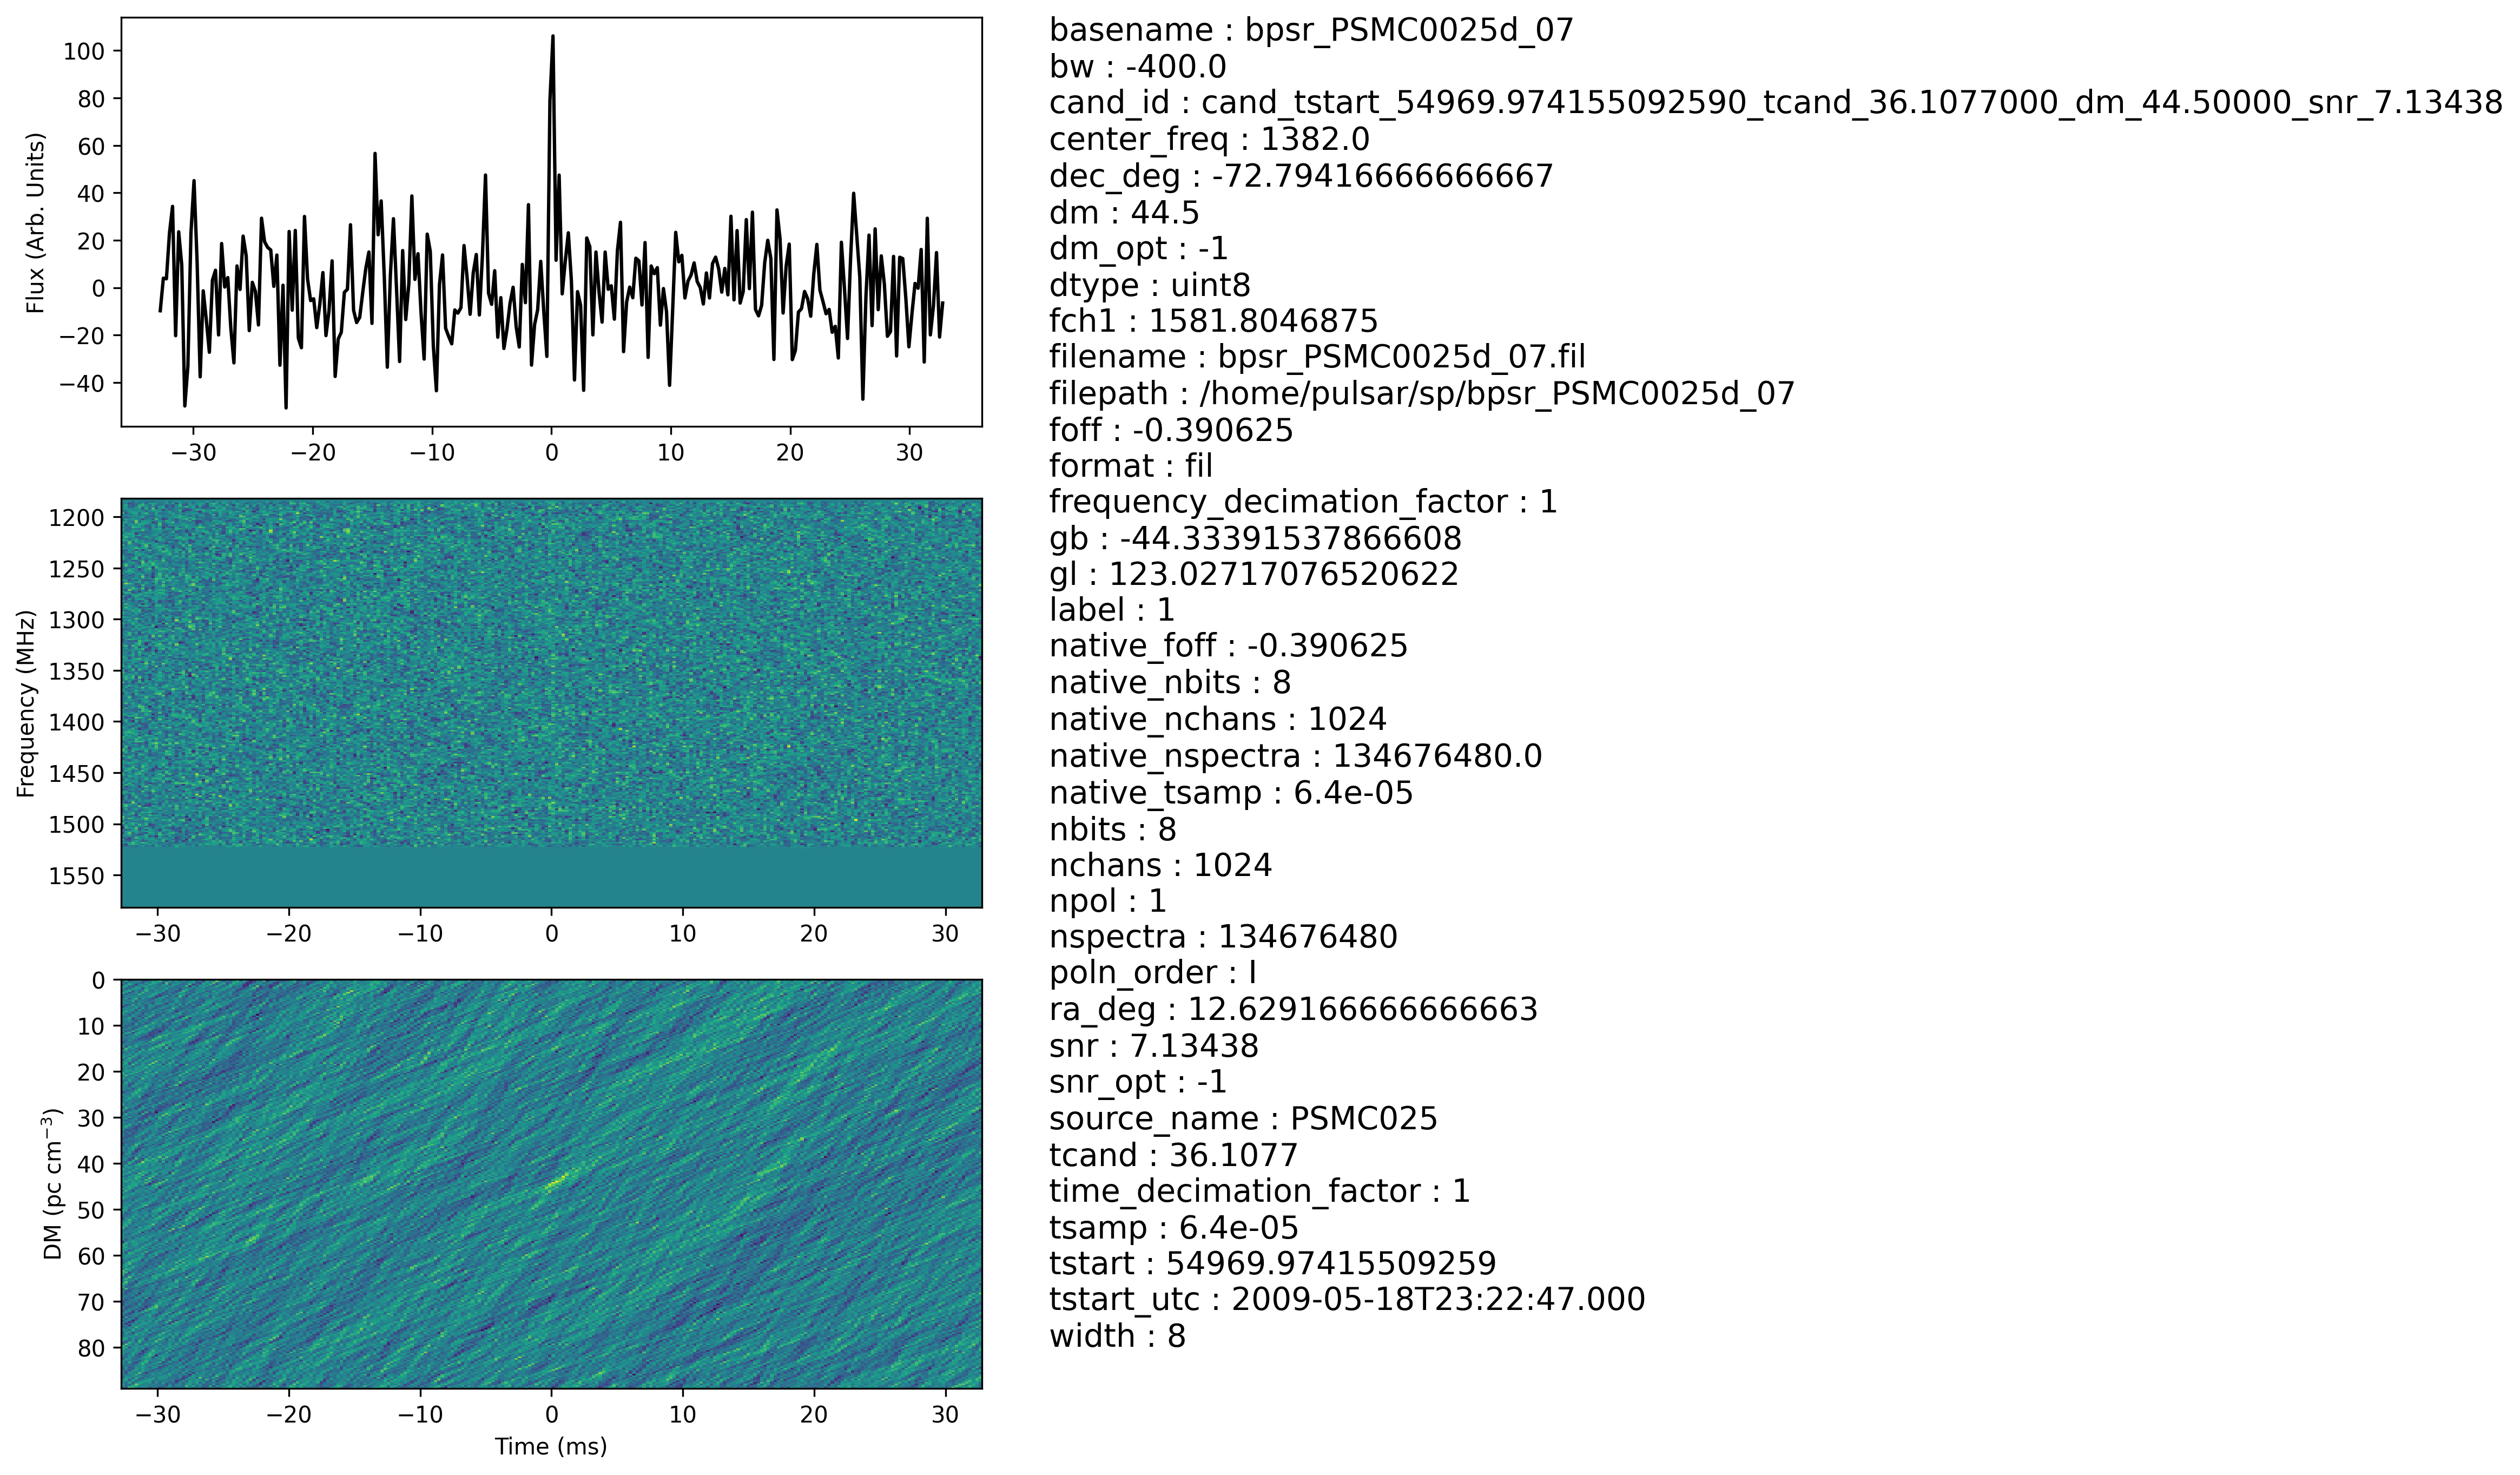 100
80
60
40
20
0
−20
−40
Flux (Arb. Units)
−30 −20 −10 0 10 20 30
1200
1250
1300
1350
1400
1450
1500
1550
Frequency (MHz)
−30 −20 −10 0 10 20 30
0
10
20
30
40
50
60
70
80
DM (pc cm⁻³)
−30 −20 −10 0 10 20 30
Time (ms)
basename : bpsr_PSMC0025d_07
bw : -400.0
cand_id : cand_tstart_54969.974155092590_tcand_36.1077000_dm_44.50000_snr_7.13438
center_freq : 1382.0
dec_deg : -72.79416666666667
dm : 44.5
dm_opt : -1
dtype : uint8
fch1 : 1581.8046875
filename : bpsr_PSMC0025d_07.fil
filepath : /home/pulsar/sp/bpsr_PSMC0025d_07
foff : -0.390625
format : fil
frequency_decimation_factor : 1
gb : -44.33391537866608
gl : 123.02717076520622
label : 1
native_foff : -0.390625
native_nbits : 8
native_nchans : 1024
native_nspectra : 134676480.0
native_tsamp : 6.4e-05
nbits : 8
nchans : 1024
npol : 1
nspectra : 134676480
poln_order : I
ra_deg : 12.629166666666663
snr : 7.13438
snr_opt : -1
source_name : PSMC025
tcand : 36.1077
time_decimation_factor : 1
tsamp : 6.4e-05
tstart : 54969.97415509259
tstart_utc : 2009-05-18T23:22:47.000
width : 8